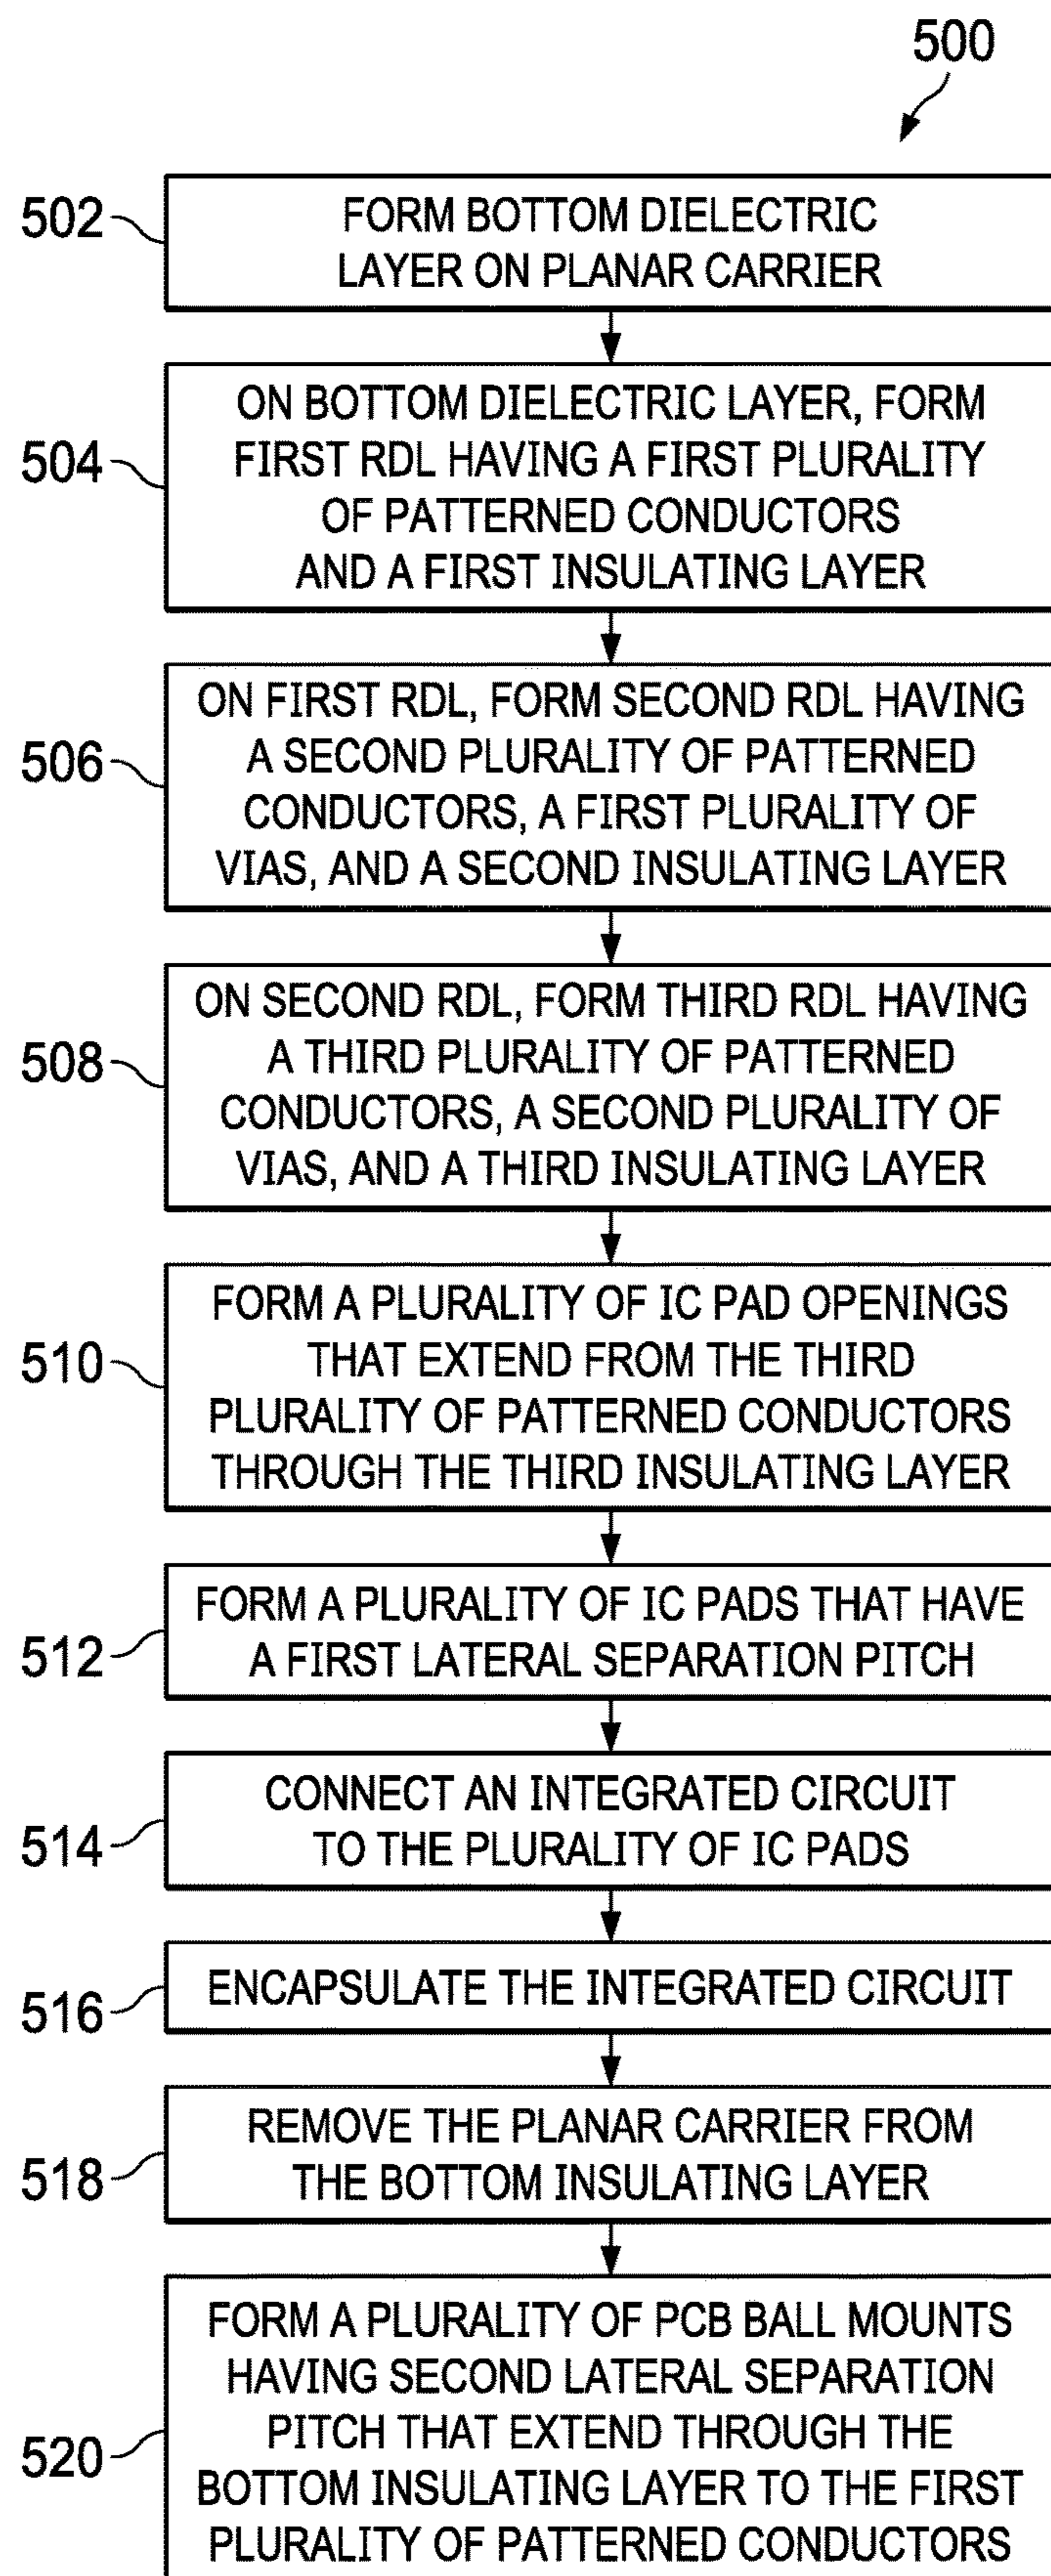 500
502
FORM BOTTOM DIELECTRIC
LAYER ON PLANAR CARRIER
504
ON BOTTOM DIELECTRIC LAYER, FORM
FIRST RDL HAVING A FIRST PLURALITY
OF PATTERNED CONDUCTORS
AND A FIRST INSULATING LAYER
506
ON FIRST RDL, FORM SECOND RDL HAVING
A SECOND PLURALITY OF PATTERNED
CONDUCTORS, A FIRST PLURALITY OF
VIAS, AND A SECOND INSULATING LAYER
508
ON SECOND RDL, FORM THIRD RDL HAVING
A THIRD PLURALITY OF PATTERNED
CONDUCTORS, A SECOND PLURALITY OF
VIAS, AND A THIRD INSULATING LAYER
510
FORM A PLURALITY OF IC PAD OPENINGS
THAT EXTEND FROM THE THIRD
PLURALITY OF PATTERNED CONDUCTORS
THROUGH THE THIRD INSULATING LAYER
512
FORM A PLURALITY OF IC PADS THAT HAVE
A FIRST LATERAL SEPARATION PITCH
514
CONNECT AN INTEGRATED CIRCUIT
TO THE PLURALITY OF IC PADS
516
ENCAPSULATE THE INTEGRATED CIRCUIT
518
REMOVE THE PLANAR CARRIER FROM
THE BOTTOM INSULATING LAYER
520
FORM A PLURALITY OF PCB BALL MOUNTS
HAVING SECOND LATERAL SEPARATION
PITCH THAT EXTEND THROUGH THE
BOTTOM INSULATING LAYER TO THE FIRST
PLURALITY OF PATTERNED CONDUCTORS